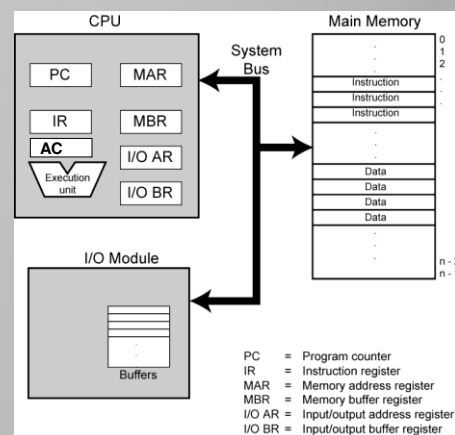 CPU
Main Memory
System
Bus
PC
MAR
IR
MBR
AC
I/O AR
Execution
unit
I/O BR
0
1
2
.
.
.
.
.
.
Instruction
Instruction
Instruction
.
.
.
Data
Data
Data
Data
.
.
.
n -
n -
I/O Module
.
.
Buffers
PC = Program counter
IR = Instruction register
MAR = Memory address register
MBR = Memory buffer register
I/O AR = Input/output address register
I/O BR = Input/output buffer register